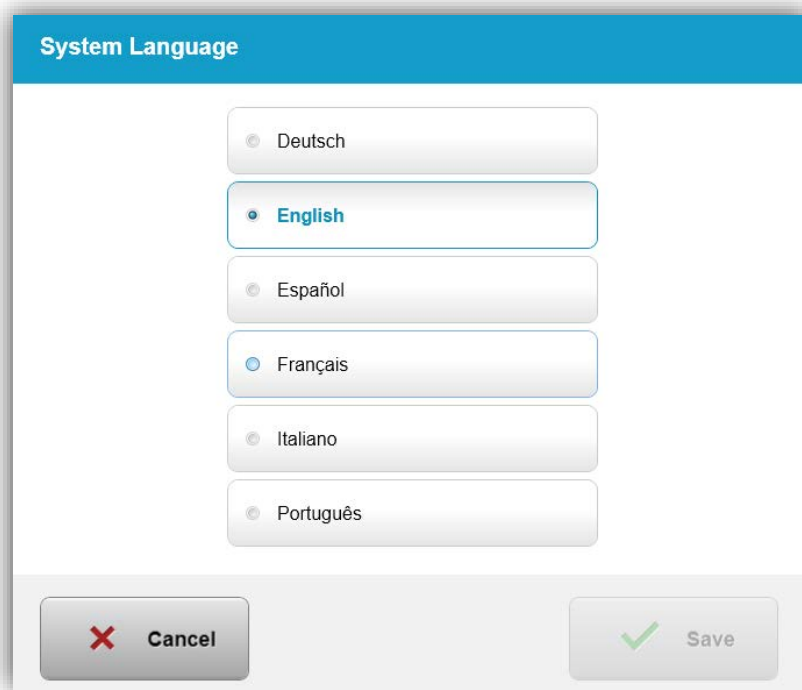 System Language
Deutsch
English
Español
Français
Italiano
Português
Cancel
Save